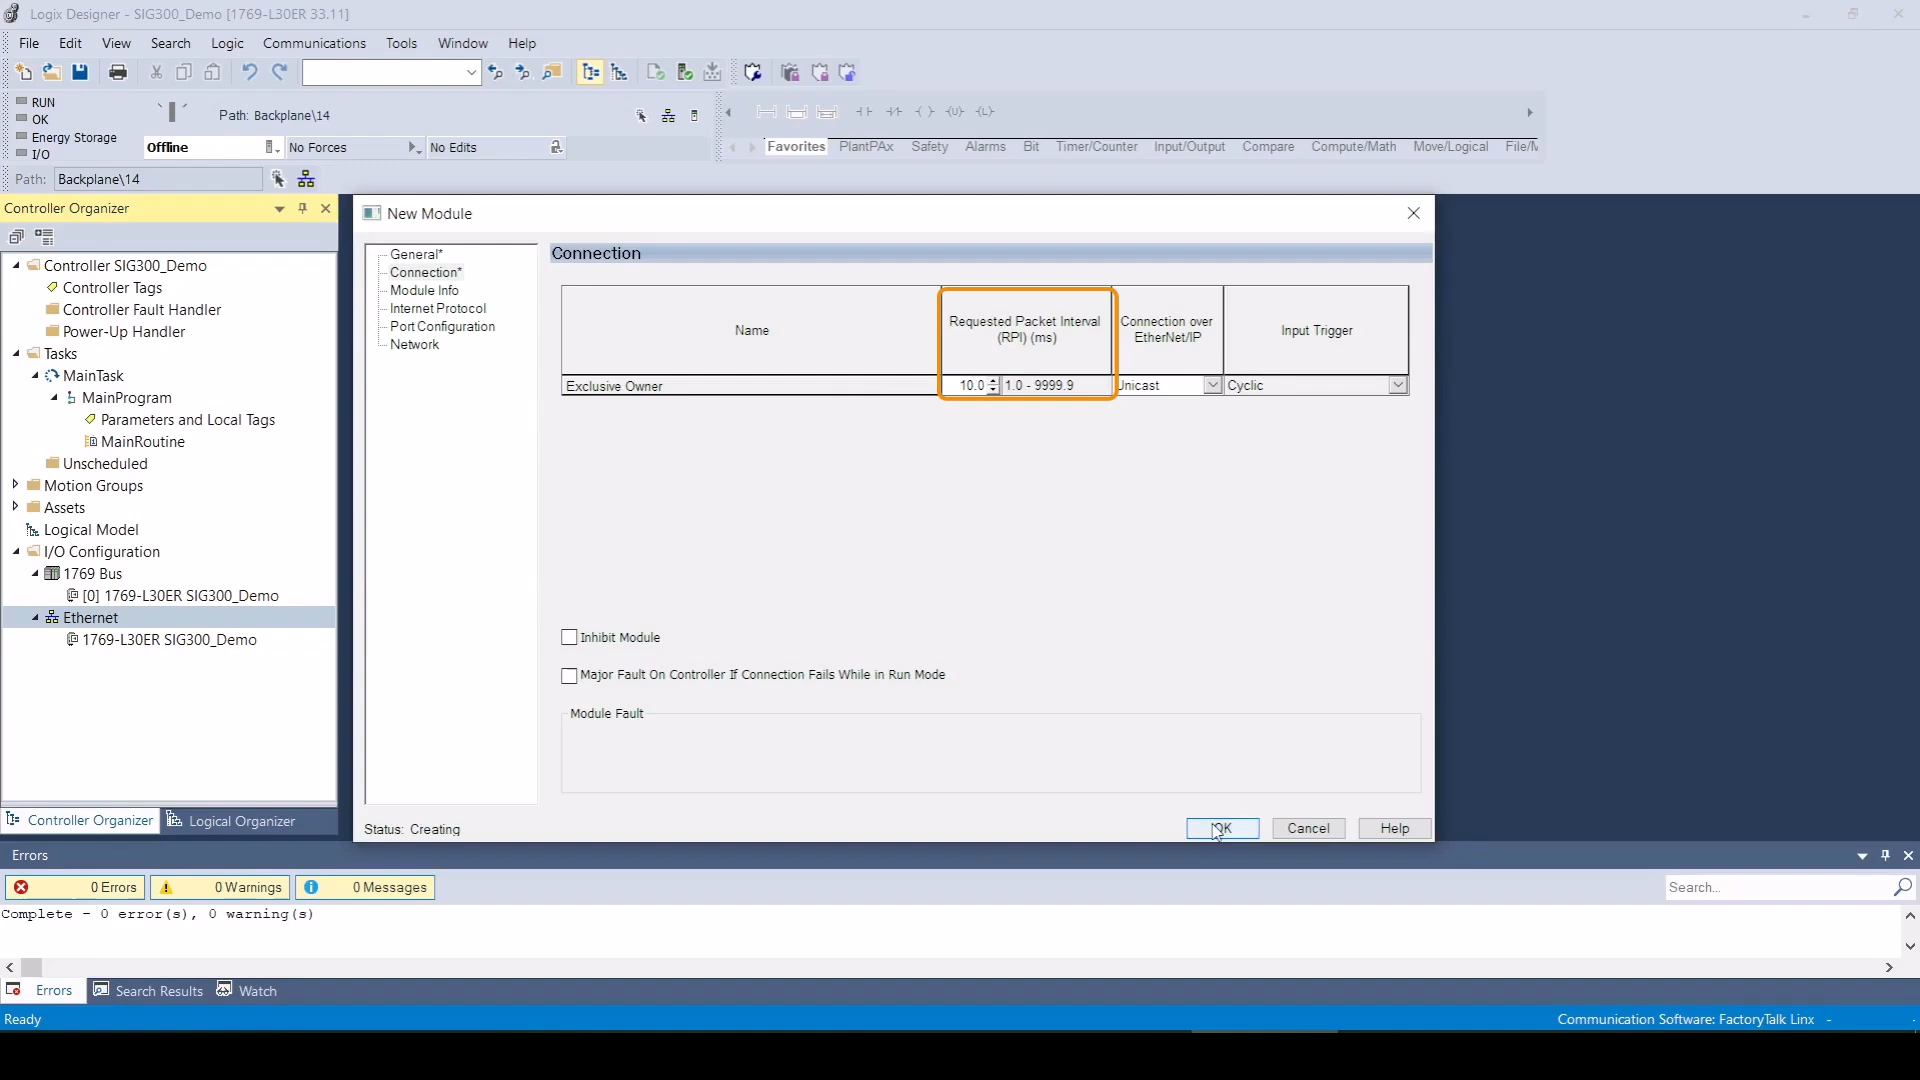 Logix Designer - SIG300_Demo [1769-L30ER 33.11]
File Edit View Search Logic Communications Tools Window Help
RUN
OK
Energy Storage
I/O
Path: Backplane\14
Offline
No Forces
No Edits
Favorites PlantPAx Safety Alarms Bit Timer/Counter Input/Output Compare Compute/Math Move/Logical File/M
Path: Backplane\14
Controller Organizer
Controller SIG300_Demo
Controller Tags
Controller Fault Handler
Power-Up Handler
Tasks
MainTask
MainProgram
Parameters and Local Tags
MainRoutine
Unscheduled
Motion Groups
Assets
Logical Model
I/O Configuration
1769 Bus
[0] 1769-L30ER SIG300_Demo
Ethernet
1769-L30ER SIG300_Demo
Controller Organizer
Logical Organizer
New Module
General*
Connection*
Module Info
Internet Protocol
Port Configuration
Network
Connection
Name
Requested Packet Interval
(RPI) (ms)
Connection over
EtherNet/IP
Input Trigger
Exclusive Owner
10.0
1.0 - 9999.9
Unicast
Cyclic
Inhibit Module
Major Fault On Controller If Connection Fails While in Run Mode
Module Fault
Status: Creating
OK
Cancel
Help
Errors
0 Errors
0 Warnings
0 Messages
Search...
Complete - 0 error(s), 0 warning(s)
Errors
Search Results
Watch
Ready
Communication Software: FactoryTalk Linx -